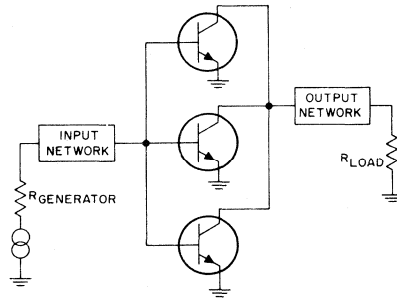 INPUT
NETWORK
RGENERATOR
OUTPUT
NETWORK
RLOAD